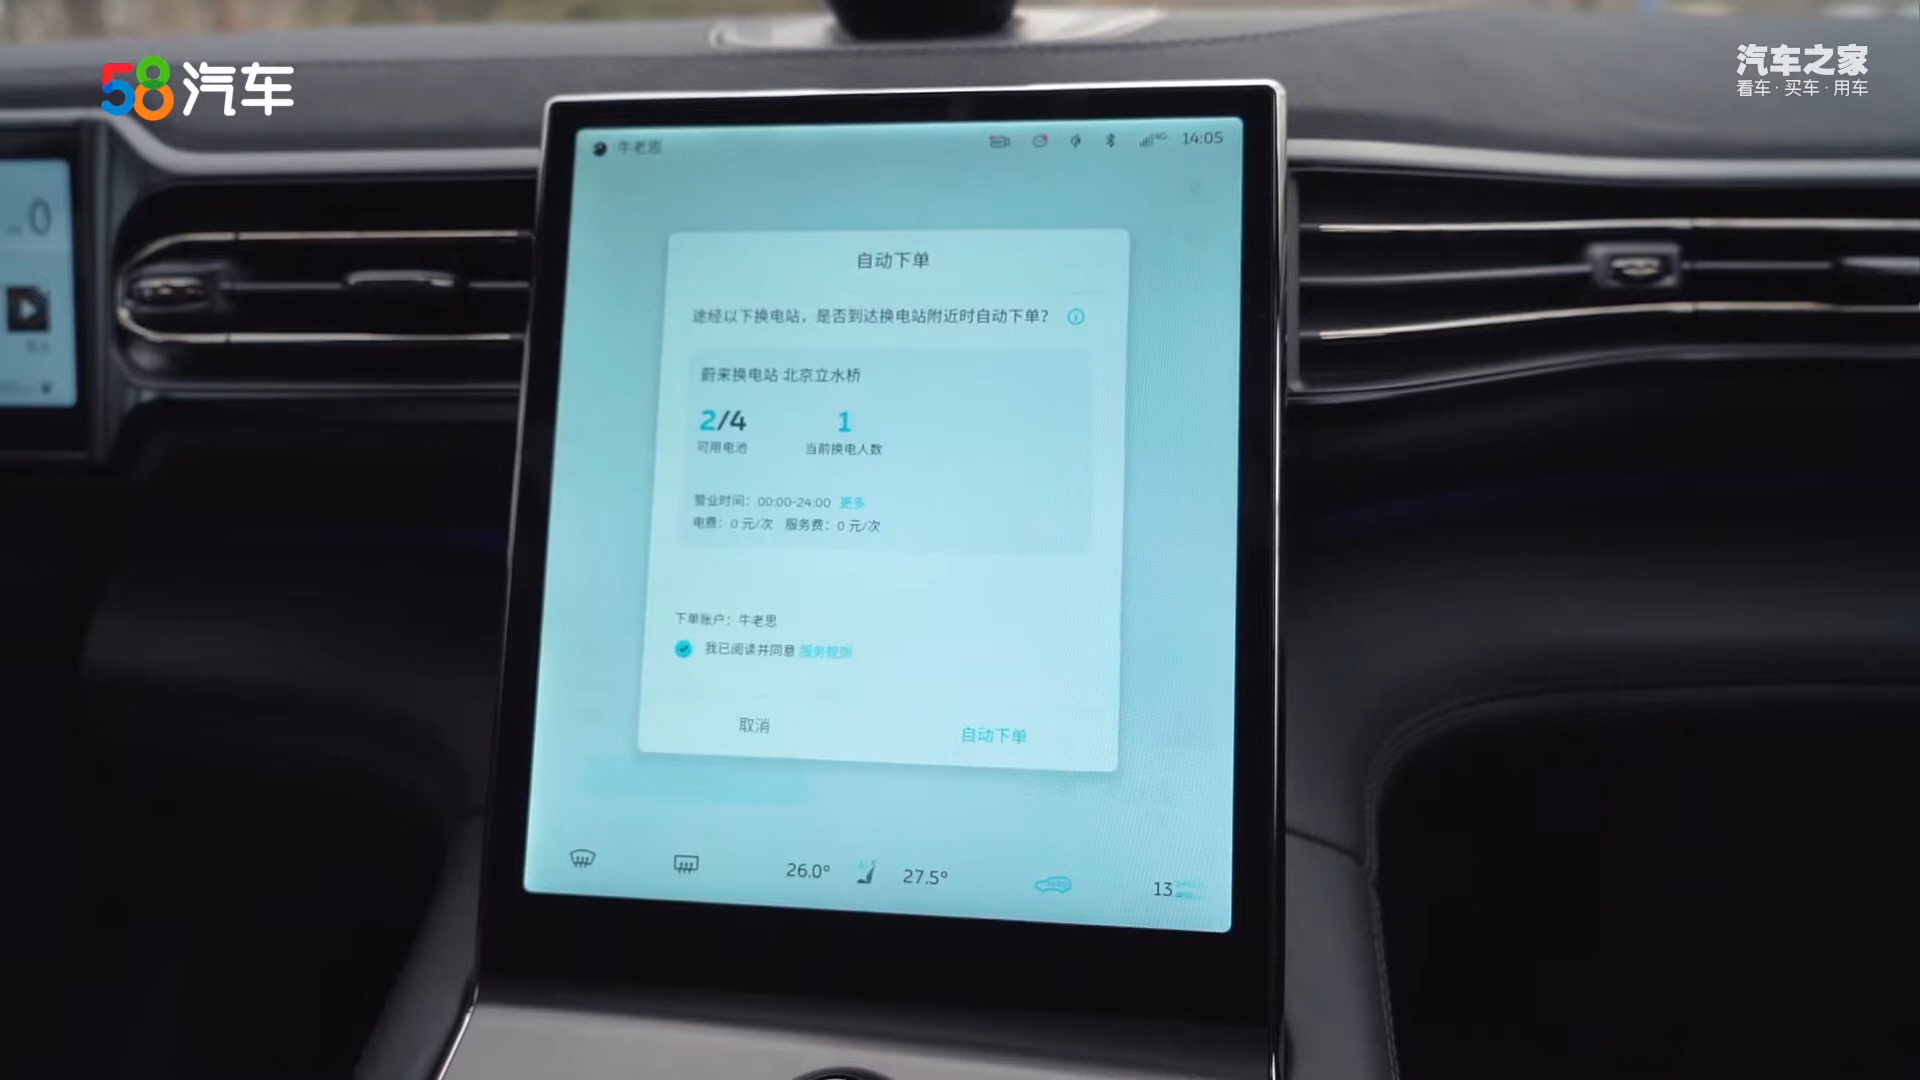 58汽车
汽车之家
看车·买车·用车
牛老思
4G
14:05
0
自动下单
途经以下换电站，是否到达换电站附近时自动下单？
蔚来换电站 北京立水桥
2/4
1
可用电池
当前换电人数
营业时间：00:00-24:00 更多
电费：0 元/次 服务费：0 元/次
下单账户：牛老思
我已阅读并同意 服务规则
取消
自动下单
26.0°
27.5°
13